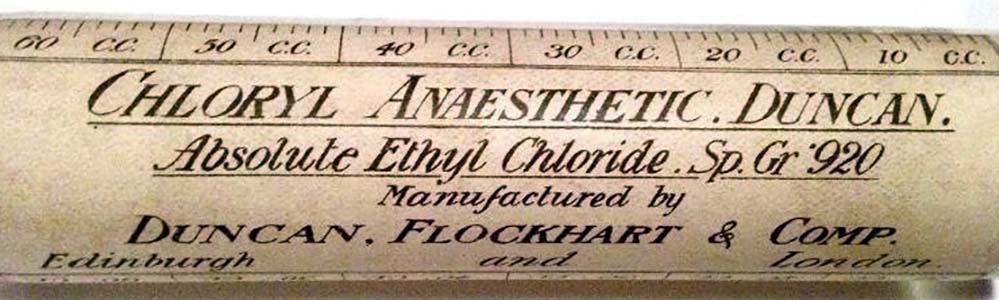 60 C.C. 50 C.C. 40 C.C. 30 C.C. 20 C.C. 10 C.C.
CHLORYL ANAESTHETIC. DUNCAN.
Absolute Ethyl Chloride. Sp. Gr ·920
Manufactured by
DUNCAN, FLOCKHART & COMP.
Edinburgh and London.